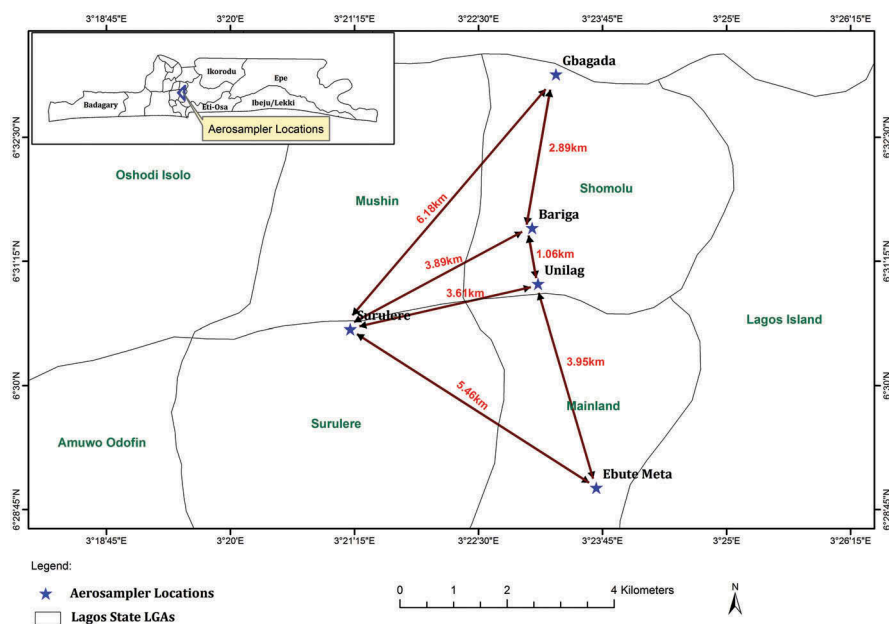 3°18'45"E 3°20'E 3°21'15"E 3°22'30"E 3°23'45"E 3°25'E 3°26'15"E
Ikorodu
Epe
Badagary
Eti-Osa
Ibeju/Lekki
Aerosampler Locations
Gbagada
6°32'30"N 6°32'30"N
2.89km
Oshodi Isolo
Mushin
Shomolu
6.18km
Bariga
6°31'15"N 6°31'15"N
3.89km
1.06km
Unilag
3.61km
Surulere
Lagos Island
3.95km
6°30'N 6°30'N
5.46km
Mainland
Surulere
Amuwo Odofin
Ebute Meta
6°28'45"N 6°28'45"N
3°18'45"E 3°20'E 3°21'15"E 3°22'30"E 3°23'45"E 3°25'E 3°26'15"E
Legend:
Aerosampler Locations
0 1 2 4 Kilometers
N
Lagos State LGAs